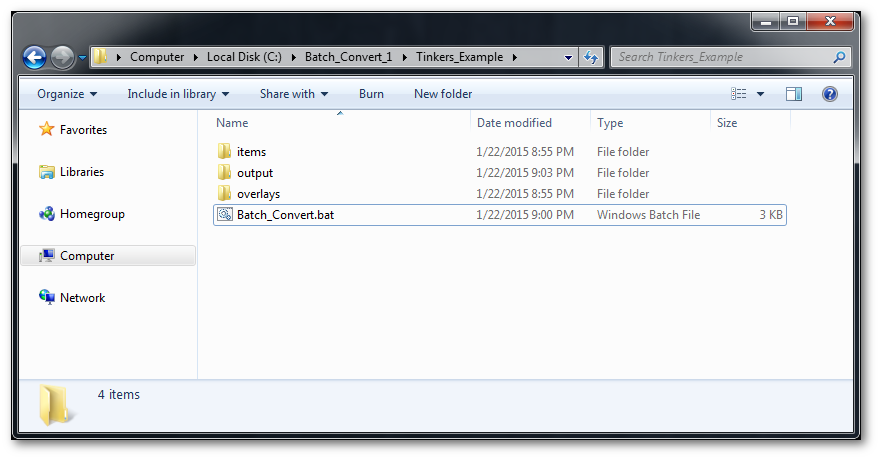 Computer Local Disk (C:) Batch_Convert_1 Tinkers_Example Search Tinkers_Example
Organize Include in library Share with Burn New folder
Name Date modified Type Size
Favorites
Libraries
Homegroup
Computer
Network
items 1/22/2015 8:55 PM File folder
output 1/22/2015 9:03 PM File folder
overlays 1/22/2015 8:55 PM File folder
Batch_Convert.bat 1/22/2015 9:00 PM Windows Batch File 3 KB
4 items